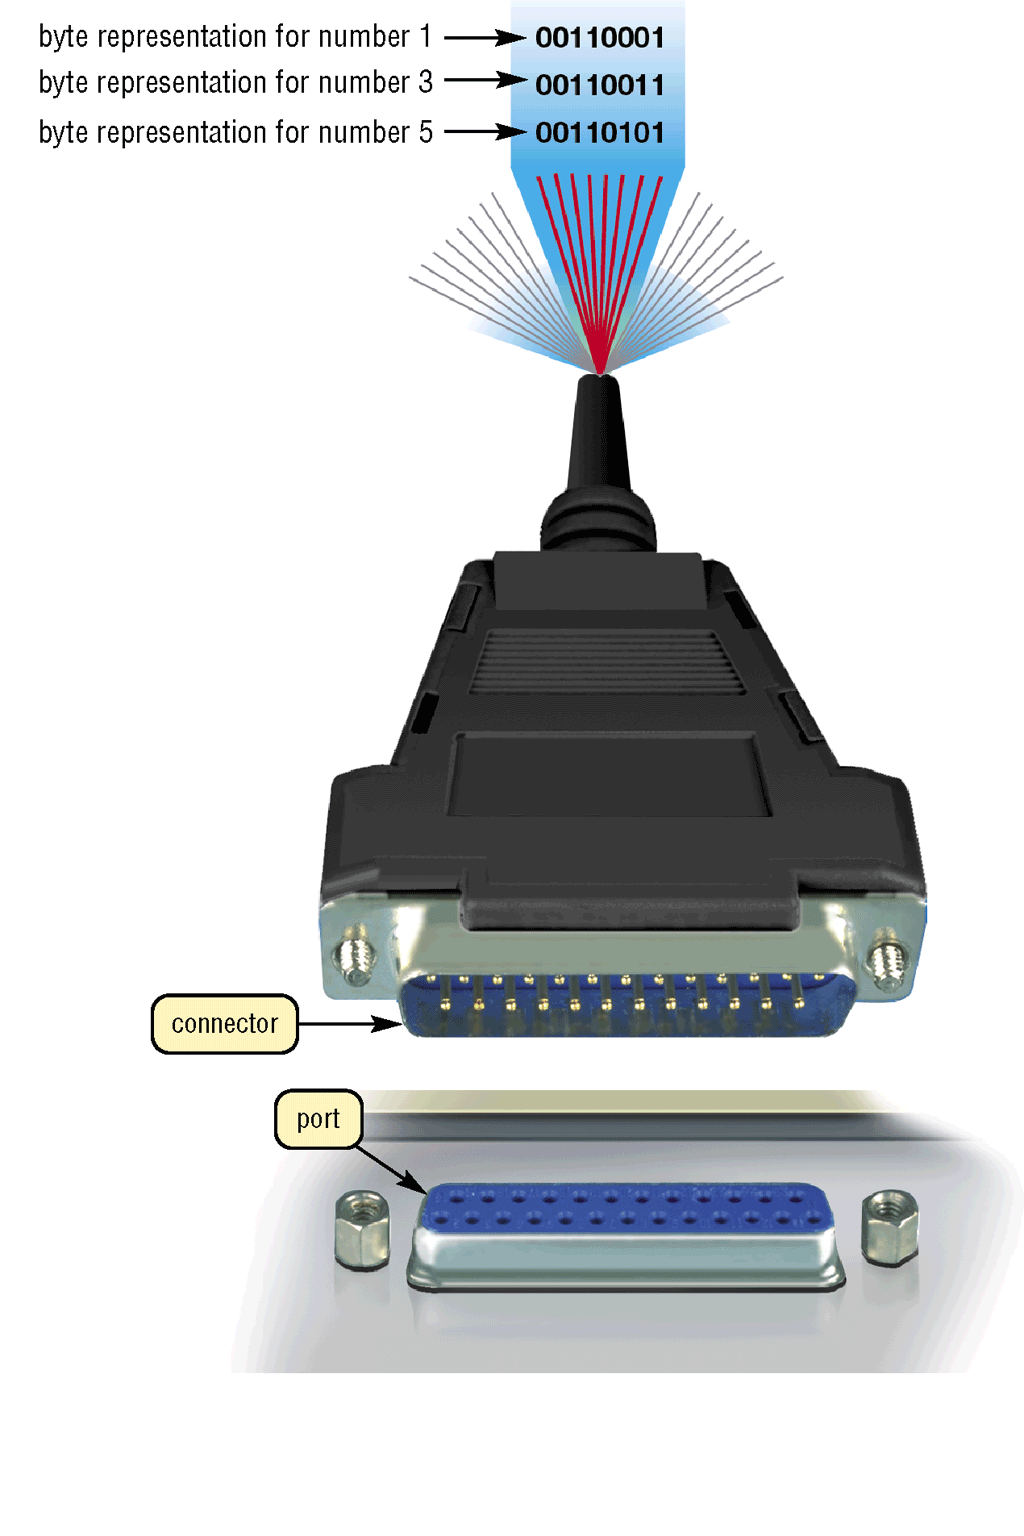 byte representation for number 1 00110001
byte representation for number 3 00110011
byte representation for number 5 00110101
connector
port